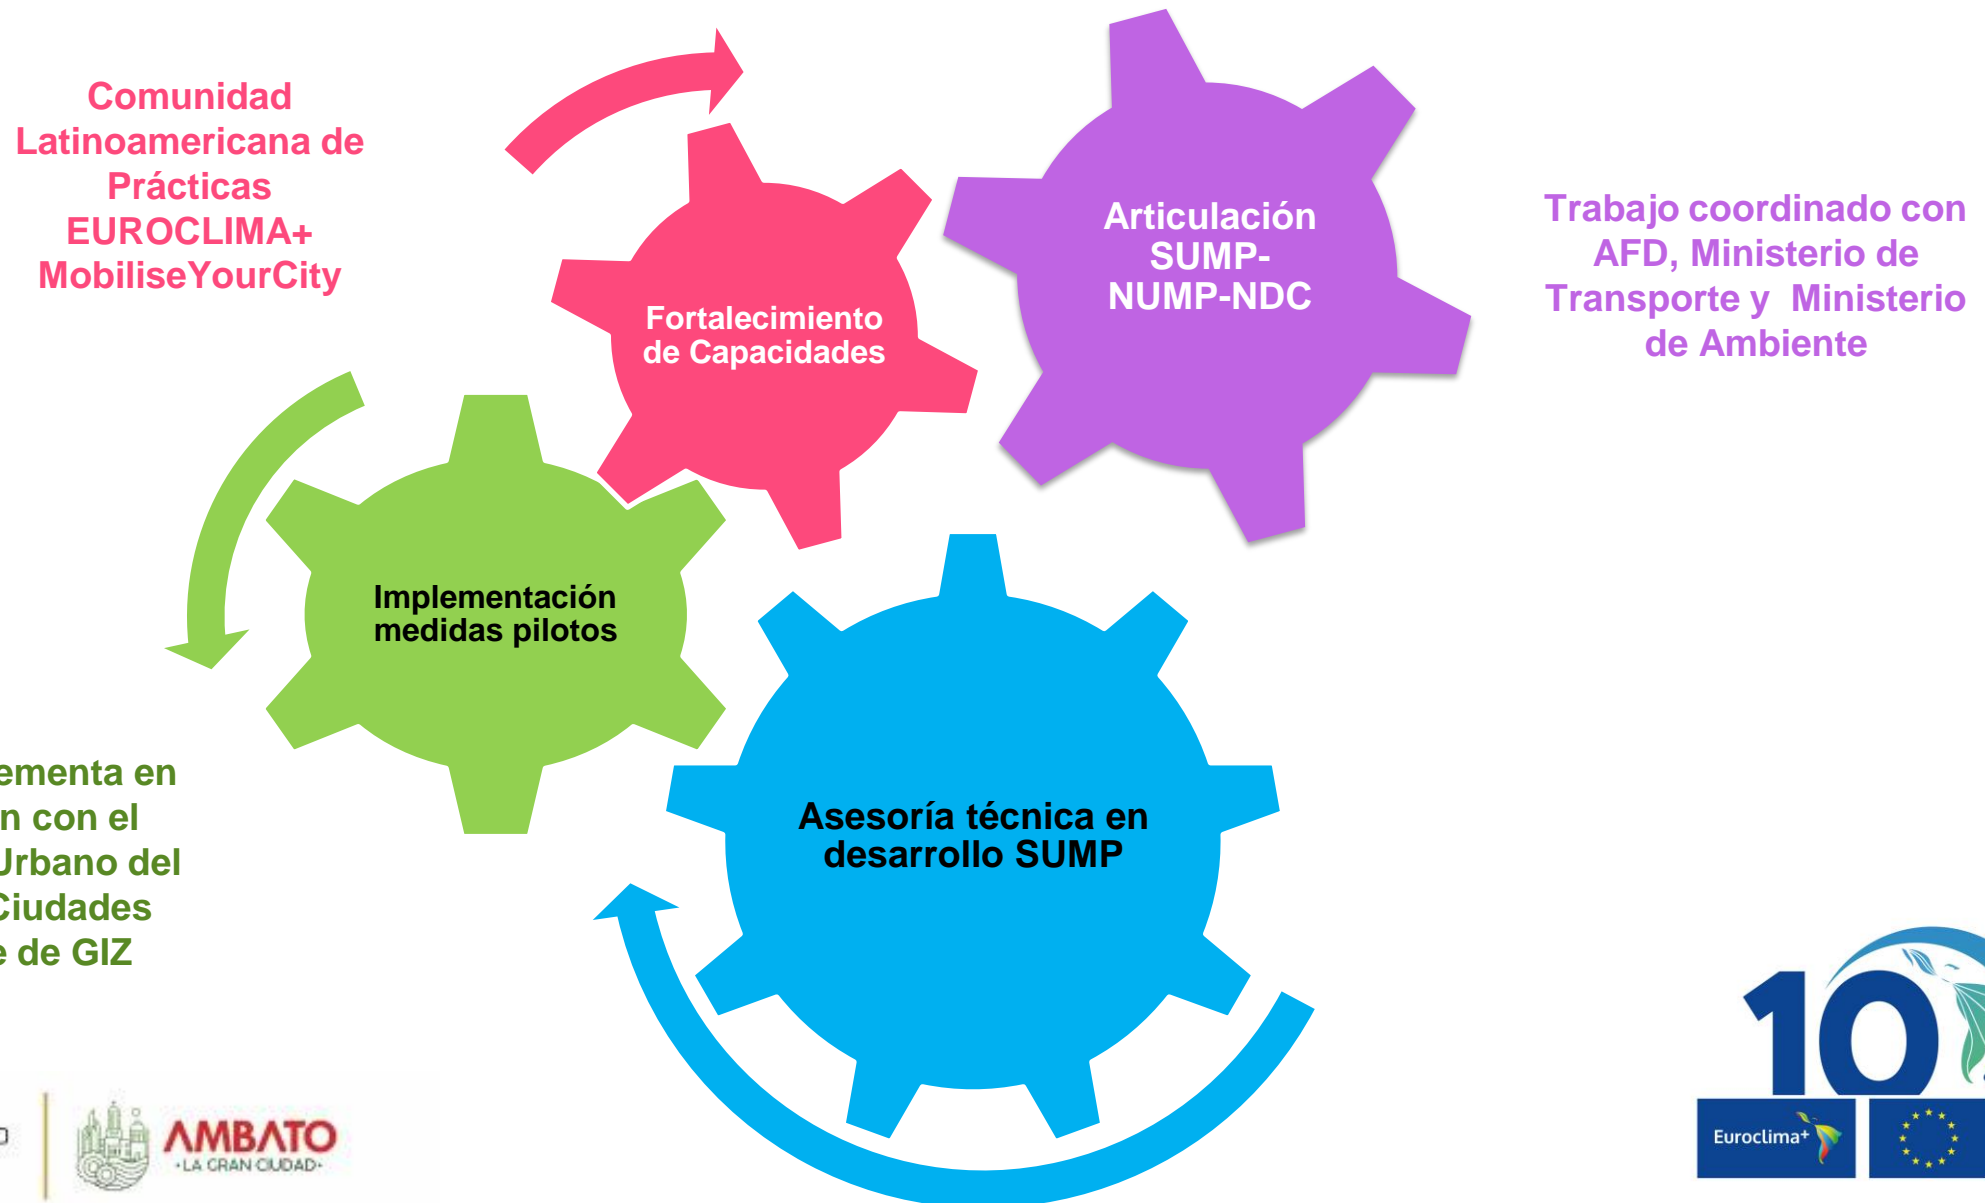 Comunidad
Latinoamericana de
Prácticas
EUROCLIMA+
MobiliseYourCity
Fortalecimiento
de Capacidades
Articulación
SUMP-
NUMP-NDC
Trabajo coordinado con
AFD, Ministerio de
Transporte y Ministerio
de Ambiente
Implementación
medidas pilotos
Asesoría técnica en
desarrollo SUMP
ementa en
n con el
Urbano del
Ciudades
e de GIZ
AMBATO
•LA GRAN CIUDAD•
10
Euroclima+